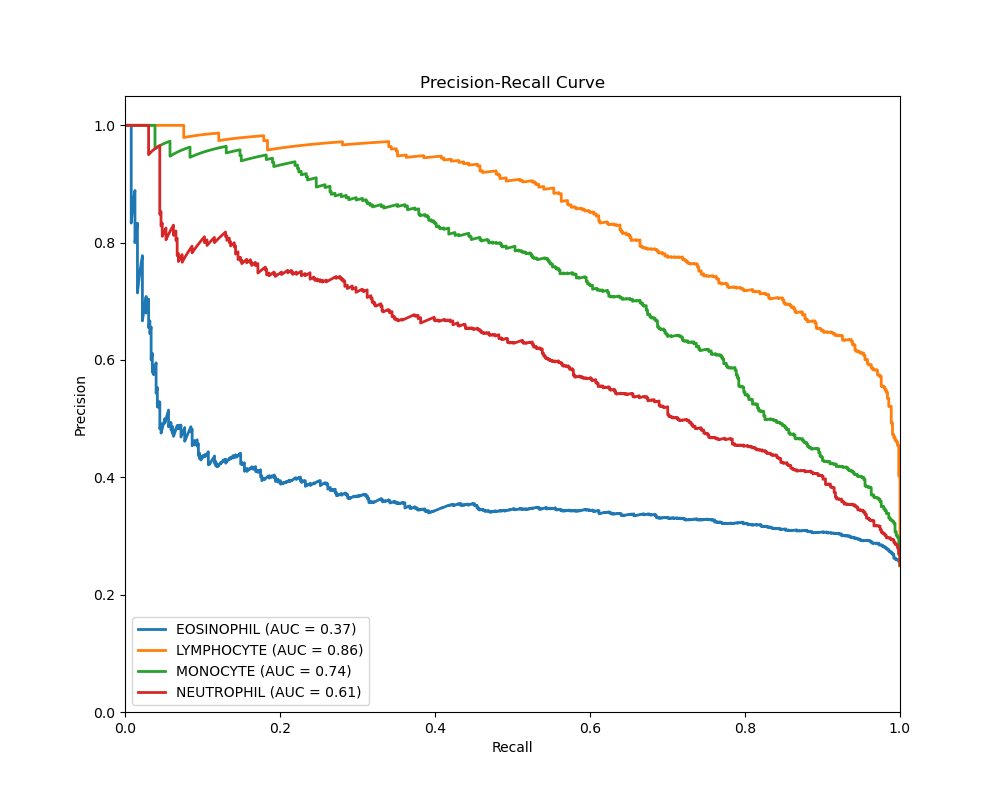 Precision-Recall Curve
1.0
0.8
0.6
0.4
0.2
0.0
Precision
EOSINOPHIL (AUC = 0.37)
LYMPHOCYTE (AUC = 0.86)
MONOCYTE (AUC = 0.74)
NEUTROPHIL (AUC = 0.61)
0.0 0.2 0.4 0.6 0.8 1.0
Recall